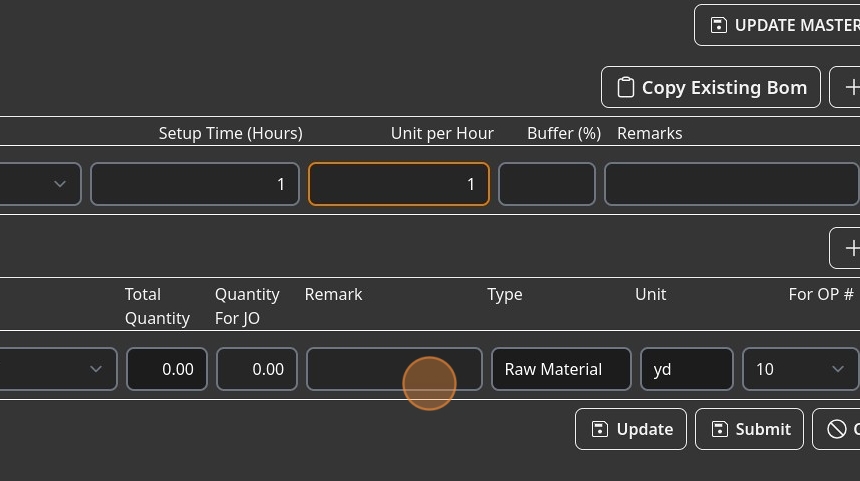 UPDATE MASTER
Copy Existing Bom
Setup Time (Hours) Unit per Hour Buffer (%) Remarks
1 1
Total Quantity Remark Type Unit For OP #
Quantity For JO
0.00 0.00 Raw Material yd 10
Update Submit